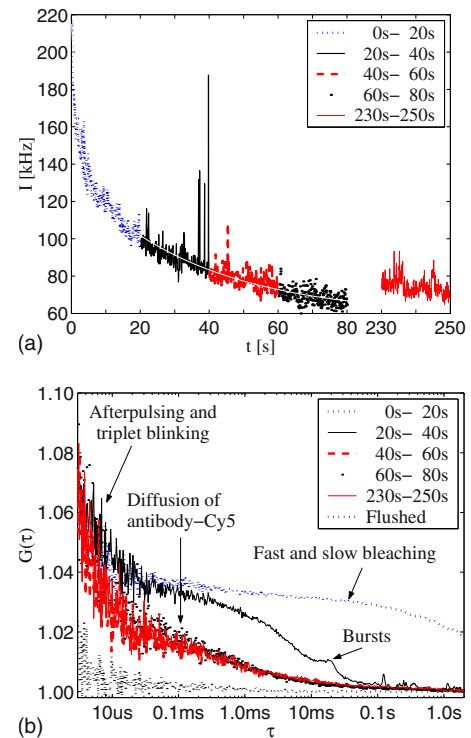 220
200
180
160
140
120
100
80
60
I [kHz]
0s− 20s
20s− 40s
40s− 60s
60s− 80s
230s−250s
0 20 40 60 80 230 250
t [s]
(a)
1.10
1.08
1.06
1.04
1.02
1.00
G(τ)
Afterpulsing and
triplet blinking
Diffusion of
antibody−Cy5
0s− 20s
20s− 40s
40s− 60s
60s− 80s
230s−250s
Flushed
Fast and slow bleaching
Bursts
10us 0.1ms 1.0ms 10ms 0.1s 1.0s
τ
(b)